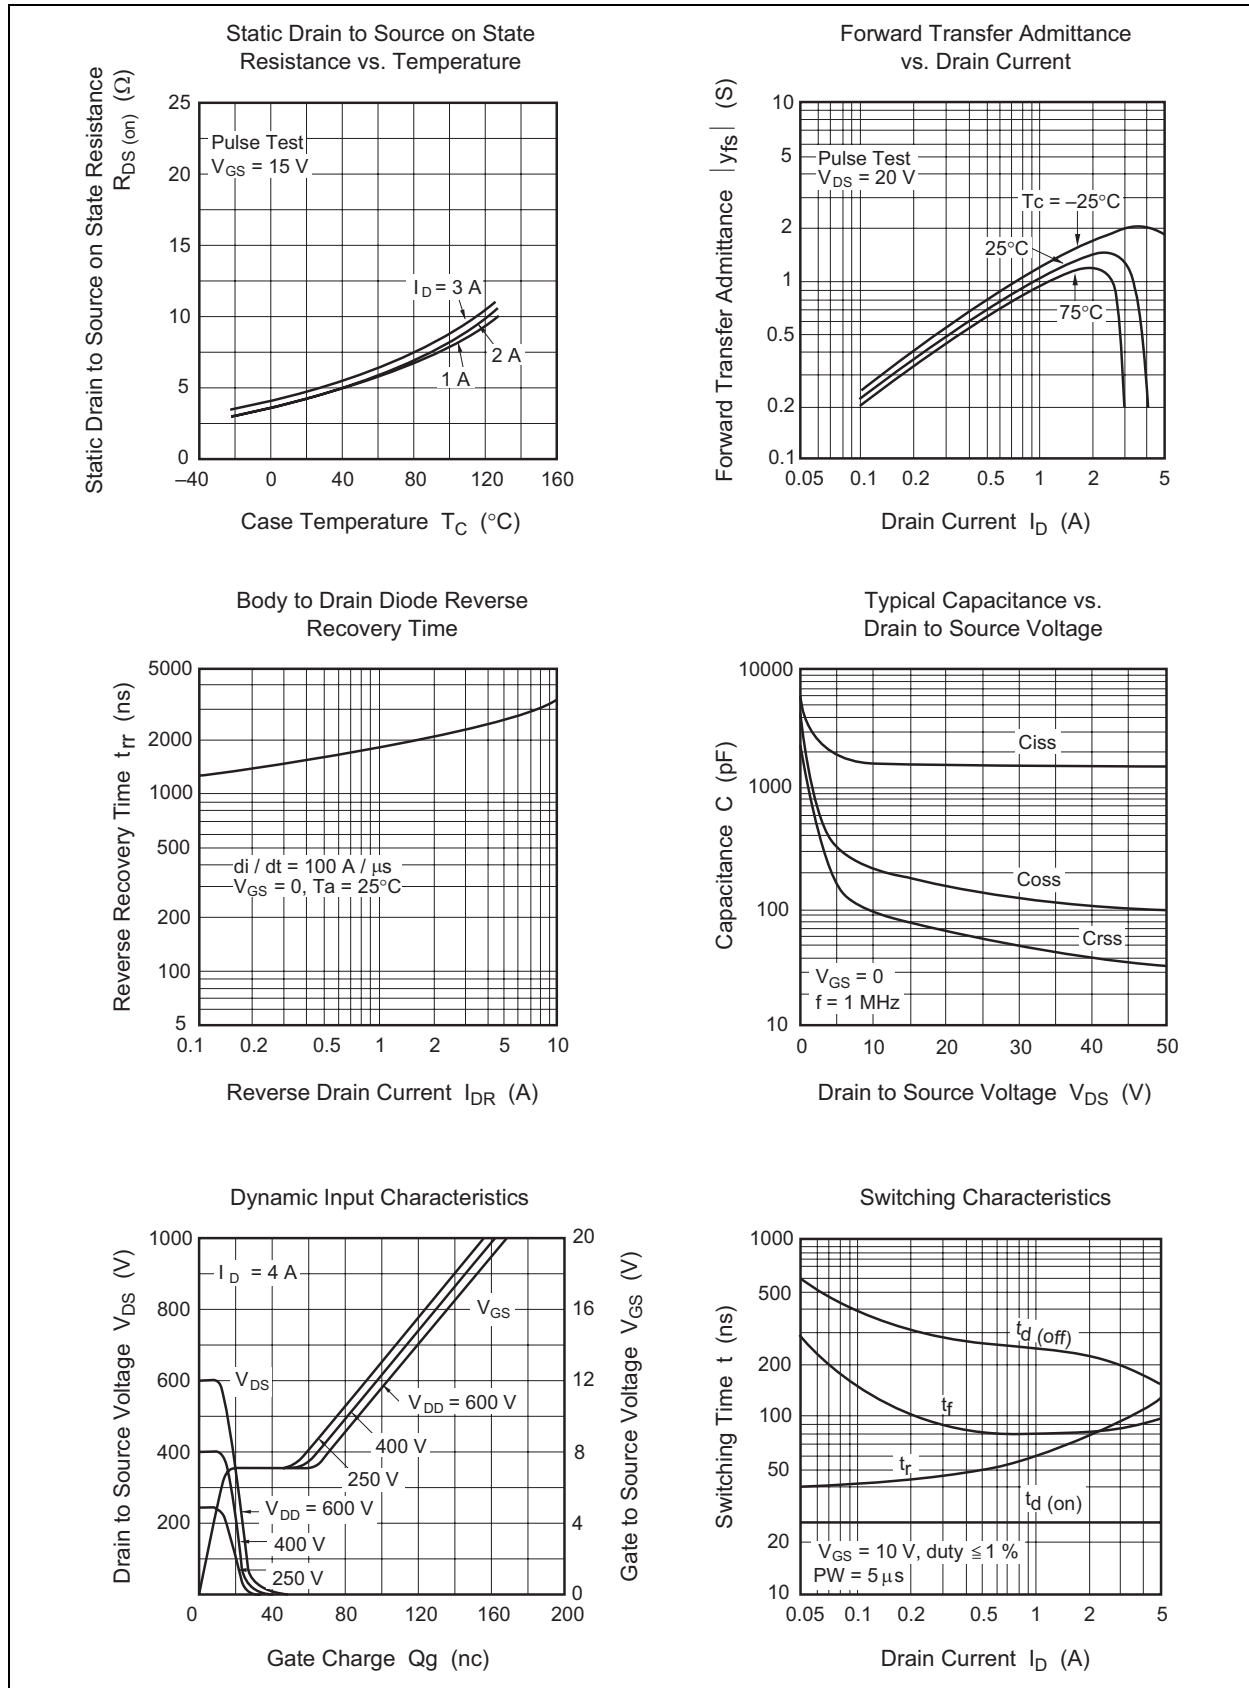 Static Drain to Source on State
Resistance vs. Temperature
Static Drain to Source on State Resistance
RDS (on) (Ω)
25
20
15
10
5
0
Pulse Test
VGS = 15 V
ID = 3 A
2 A
1 A
–40
0
40
80
120
160
Case Temperature TC (°C)
Forward Transfer Admittance
vs. Drain Current
Forward Transfer Admittance |yfs| (S)
10
5
2
1
0.5
0.2
0.1
Pulse Test
VDS = 20 V
Tc = –25°C
25°C
75°C
0.05
0.1
0.2
0.5
1
2
5
Drain Current ID (A)
Body to Drain Diode Reverse
Recovery Time
Reverse Recovery Time trr (ns)
5000
2000
1000
500
200
100
5
di / dt = 100 A / μs
VGS = 0, Ta = 25°C
0.1
0.2
0.5
1
2
5
10
Reverse Drain Current IDR (A)
Typical Capacitance vs.
Drain to Source Voltage
Capacitance C (pF)
10000
1000
100
10
Ciss
Coss
Crss
VGS = 0
f = 1 MHz
0
10
20
30
40
50
Drain to Source Voltage VDS (V)
Dynamic Input Characteristics
Drain to Source Voltage VDS (V)
1000
800
600
400
200
0
ID = 4 A
VGS
VDS
VDD = 600 V
400 V
250 V
VDD = 600 V
400 V
250 V
20
16
12
8
4
0
Gate to Source Voltage VGS (V)
40
80
120
160
200
Gate Charge Qg (nc)
Switching Characteristics
Switching Time t (ns)
1000
500
200
100
50
20
10
td (off)
tf
tr
td (on)
VGS = 10 V, duty ≦ 1 %
PW = 5 μs
0.05
0.1
0.2
0.5
1
2
5
Drain Current ID (A)